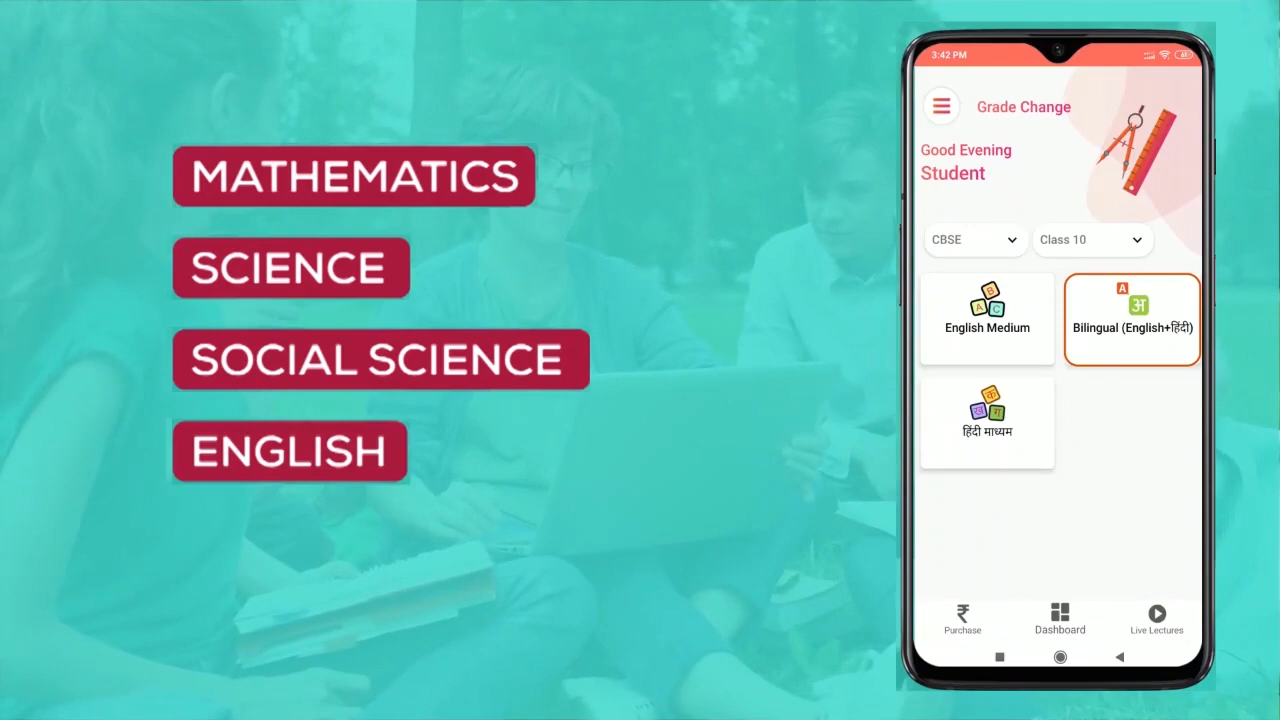 MATHEMATICS
SCIENCE
SOCIAL SCIENCE
ENGLISH
3:42 PM
Grade Change
Good Evening
Student
CBSE
Class 10
B
A C
English Medium
A
अ
Bilingual (English+हिंदी)
क
ख ग
हिंदी माध्यम
₹
Purchase
Dashboard
Live Lectures